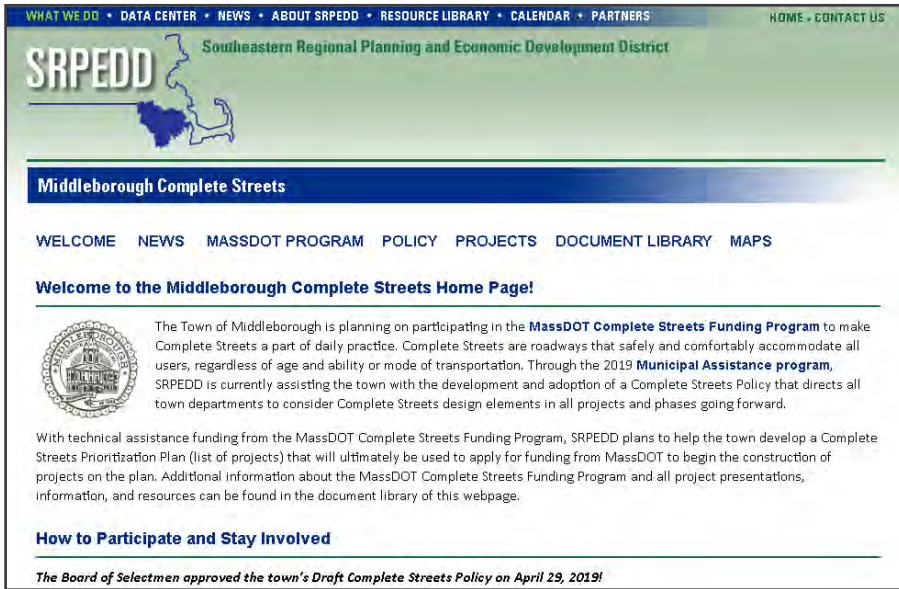 WHAT WE DO • DATA CENTER • NEWS • ABOUT SRPEDD • RESOURCE LIBRARY • CALENDAR • PARTNERS
HOME • CONTACT US
Southeastern Regional Planning and Economic Development District
SRPEDD
Middleborough Complete Streets
WELCOME NEWS MASSDOT PROGRAM POLICY PROJECTS DOCUMENT LIBRARY MAPS
Welcome to the Middleborough Complete Streets Home Page!
MIDDLEBOROUGH
The Town of Middleborough is planning on participating in the MassDOT Complete Streets Funding Program to make
Complete Streets a part of daily practice. Complete Streets are roadways that safely and comfortably accommodate all
users, regardless of age and ability or mode of transportation. Through the 2019 Municipal Assistance program,
SRPEDD is currently assisting the town with the development and adoption of a Complete Streets Policy that directs all
town departments to consider Complete Streets design elements in all projects and phases going forward.
With technical assistance funding from the MassDOT Complete Streets Funding Program, SRPEDD plans to help the town develop a Complete
Streets Prioritization Plan (list of projects) that will ultimately be used to apply for funding from MassDOT to begin the construction of
projects on the plan. Additional information about the MassDOT Complete Streets Funding Program and all project presentations,
information, and resources can be found in the document library of this webpage.
How to Participate and Stay Involved
The Board of Selectmen approved the town's Draft Complete Streets Policy on April 29, 2019!